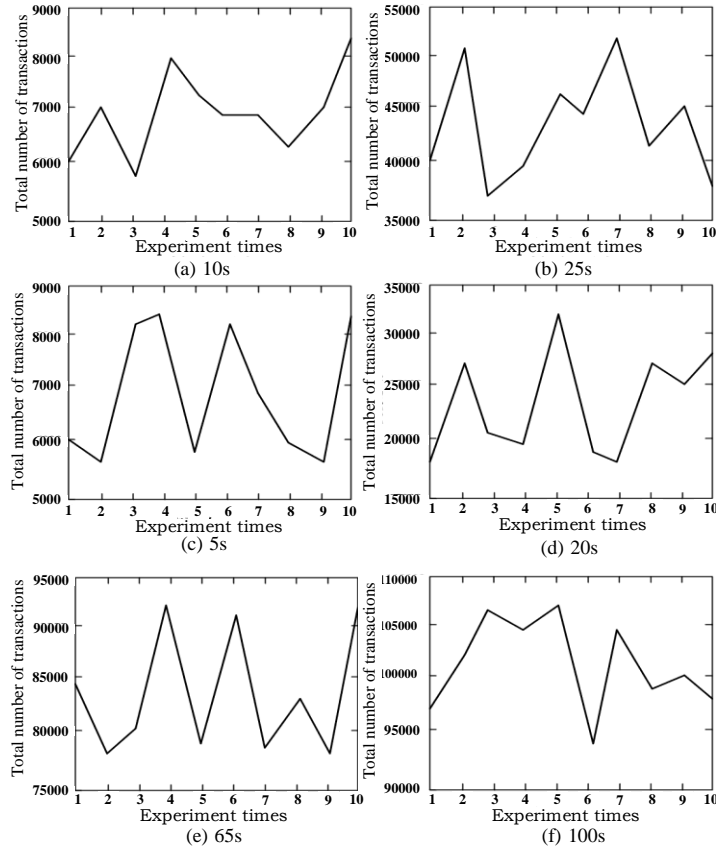 9000
8000
7000
6000
5000
Total number of transactions
1 2 3 4 5 6 7 8 9 10
Experiment times
(a) 10s
55000
50000
45000
40000
35000
Total number of transactions
1 2 3 4 5 6 7 8 9 10
Experiment times
(b) 25s
9000
8000
7000
6000
5000
Total number of transactions
1 2 3 4 5 6 7 8 9 10
Experiment times
(c) 5s
35000
30000
25000
20000
15000
Total number of transactions
1 2 3 4 5 6 7 8 9 10
Experiment times
(d) 20s
95000
90000
85000
80000
75000
Total number of transactions
1 2 3 4 5 6 7 8 9 10
Experiment times
(e) 65s
110000
105000
100000
95000
90000
Total number of transactions
1 2 3 4 5 6 7 8 9 10
Experiment times
(f) 100s